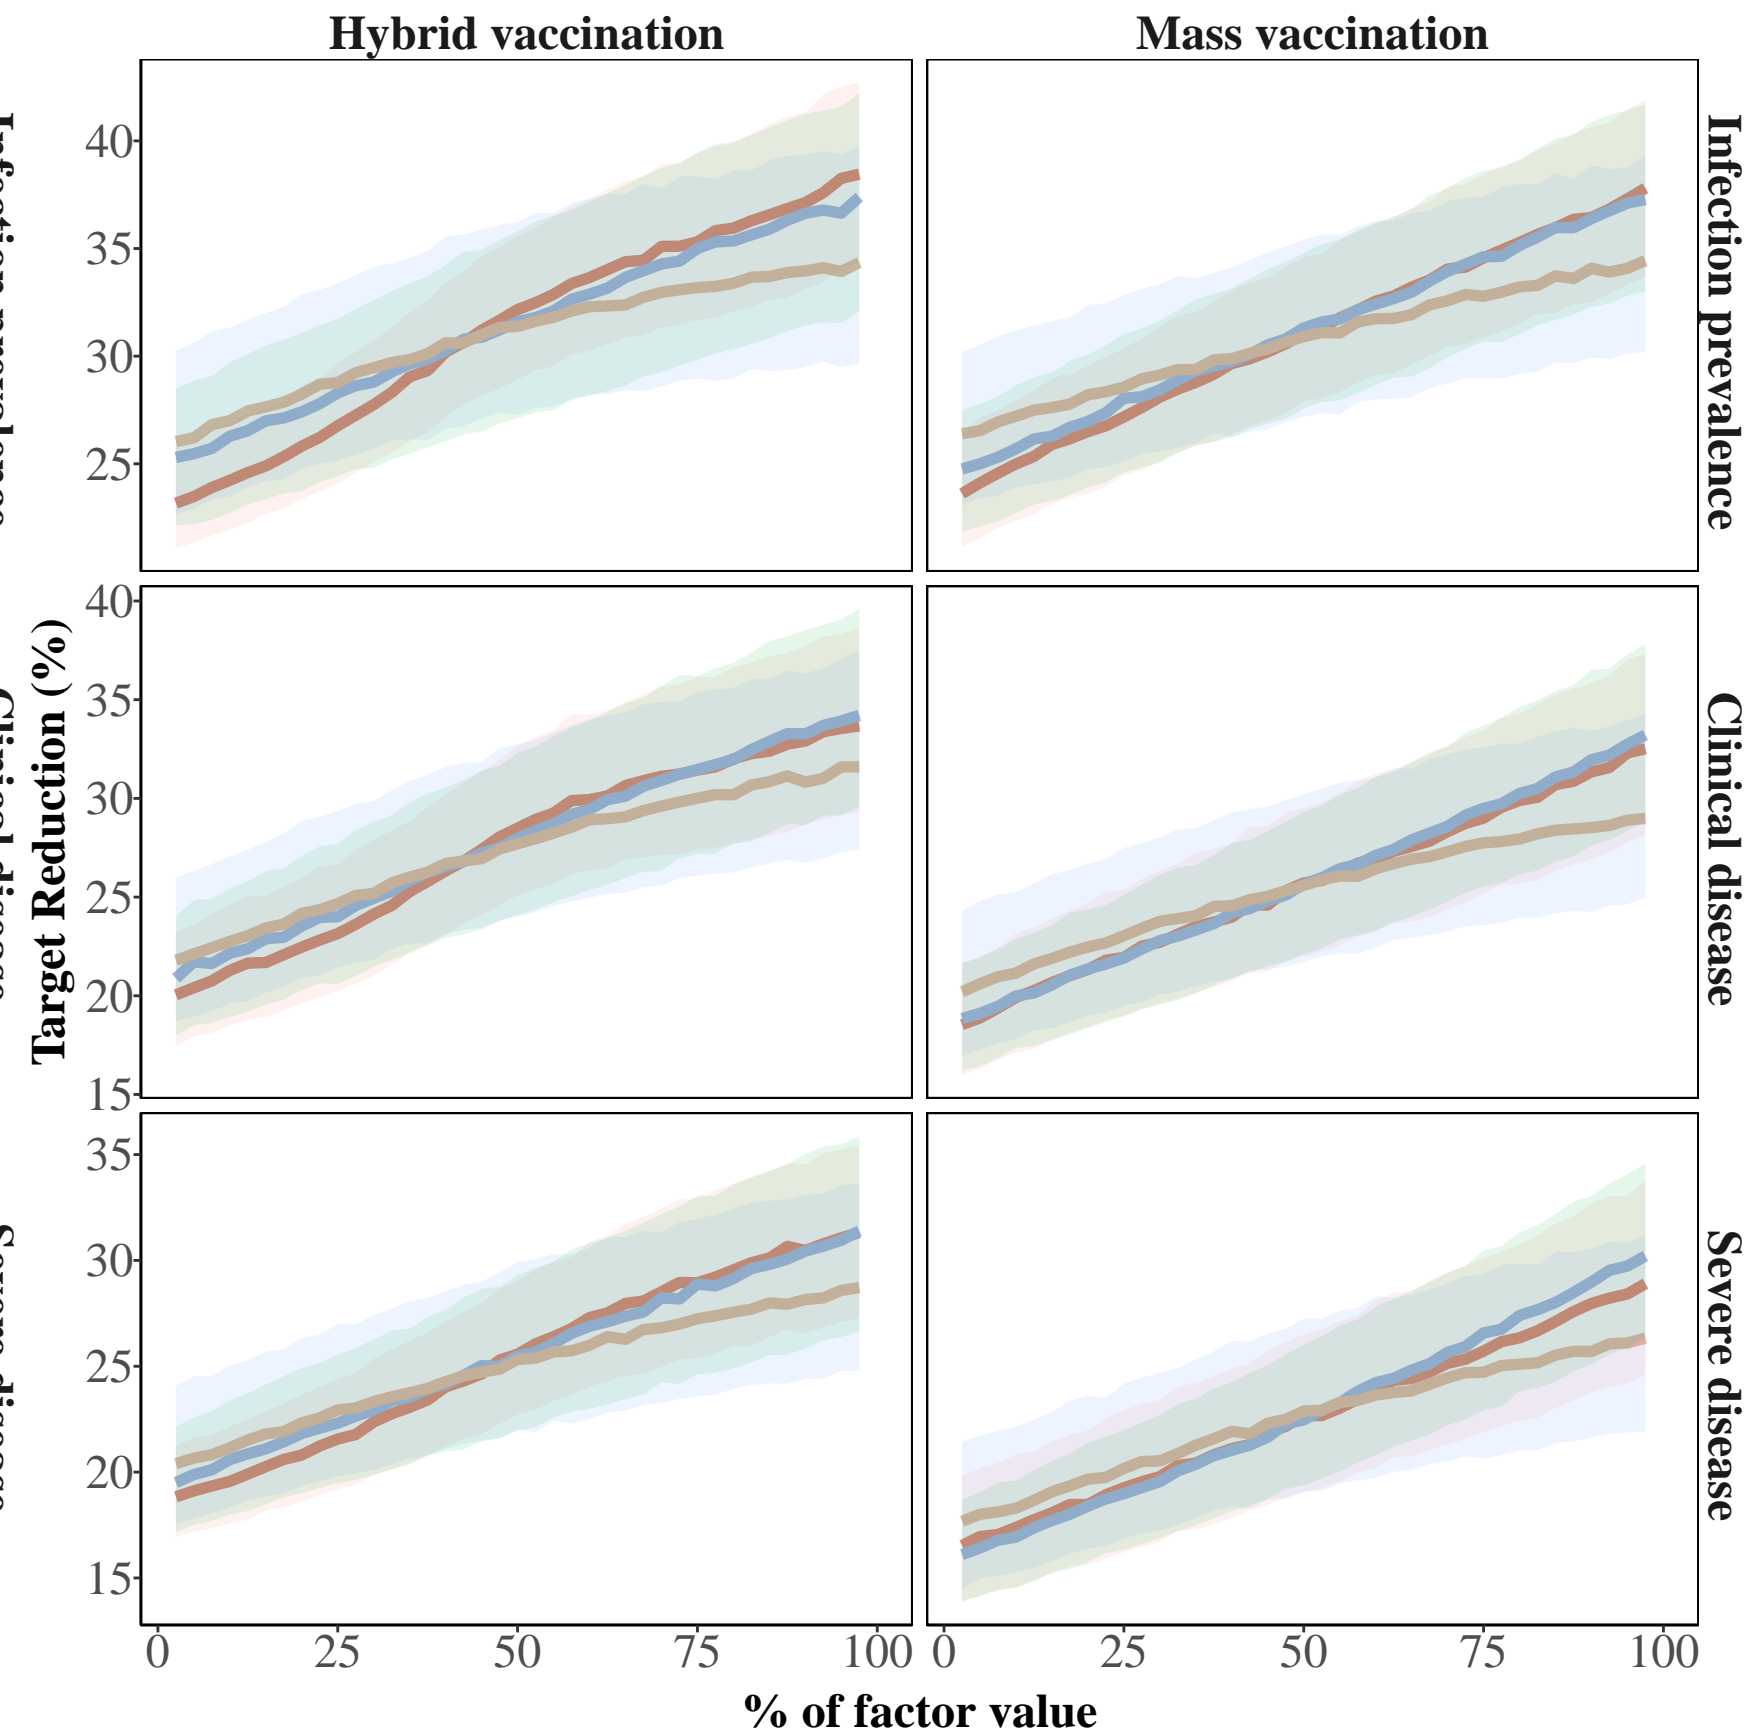 Hybrid vaccination
Mass vaccination
40
35
30
25
Infection prevalence
Target Reduction (%)
40
35
30
25
20
15
Clinical disease
35
30
25
20
15
Severe disease
0 25 50 75 100
0 25 50 75 100
% of factor value